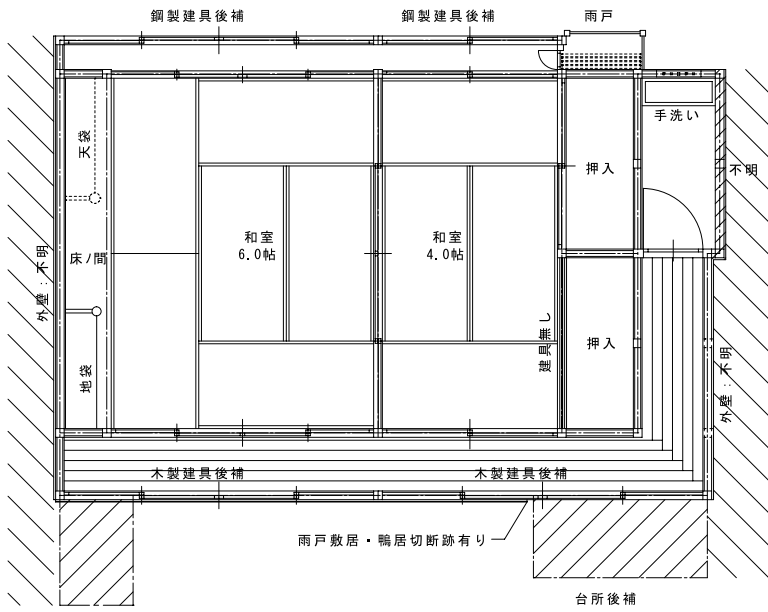 鋼製建具後補
鋼製建具後補
雨戸
天袋
手洗い
押入
不明
床ノ間
和室
6.0帖
和室
4.0帖
外壁：不明
建具無し
押入
外壁：不明
地袋
木製建具後補
木製建具後補
雨戸敷居・鴨居切断跡有り
台所後補